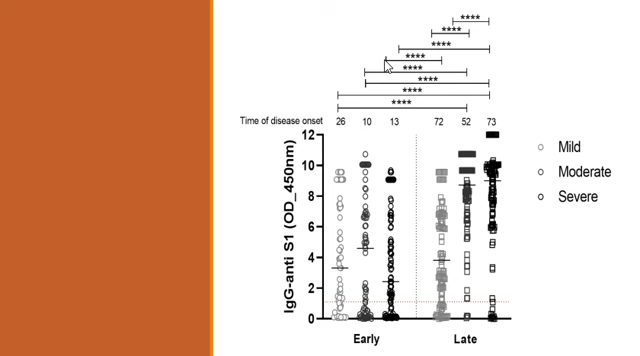 ****
****
****
****
****
****
****
****
Time of disease onset 26 10 13 72 52 73
12
10
8
6
4
2
0
IgG-anti S1 (OD_450nm)
Early Late
Mild
Moderate
Severe